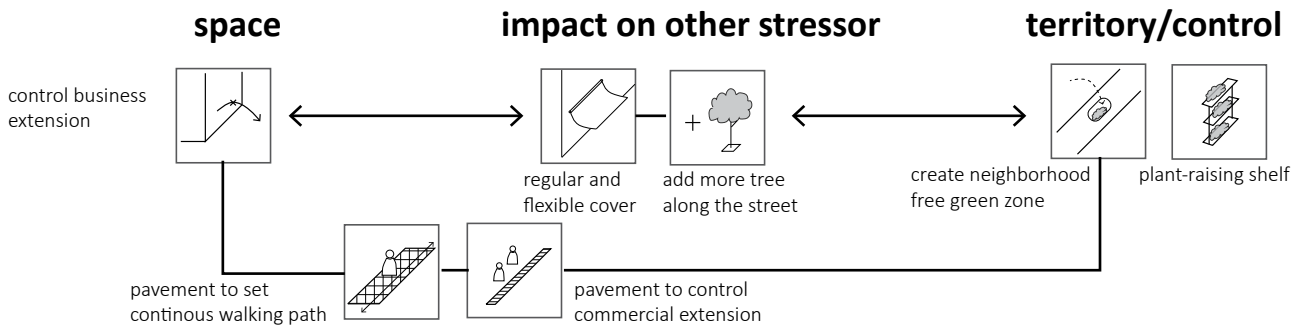 space
impact on other stressor
territory/control
control business
extension
regular and
flexible cover
add more tree
along the street
create neighborhood
free green zone
plant-raising shelf
pavement to set
continous walking path
pavement to control
commercial extension